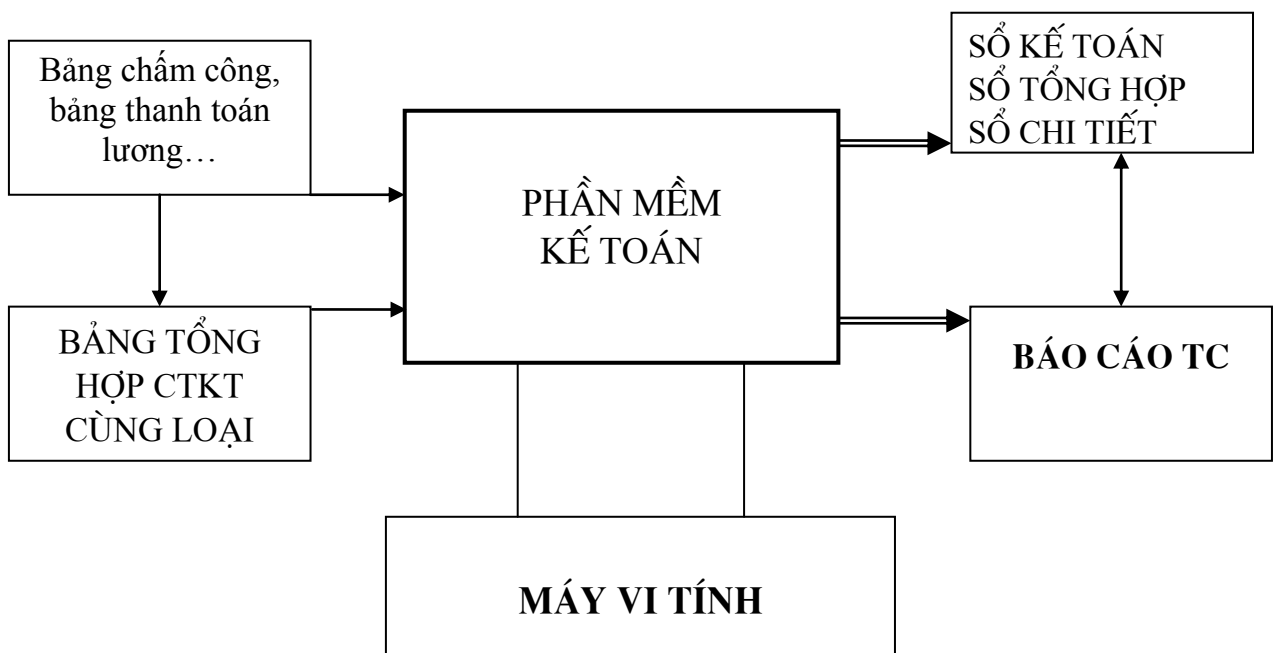 Bảng chấm công,
bảng thanh toán
lương…
PHẦN MỀM
KẾ TOÁN
SỔ KẾ TOÁN
SỔ TỔNG HỢP
SỔ CHI TIẾT
BẢNG TỔNG
HỢP CTKT
CÙNG LOẠI
BÁO CÁO TC
MÁY VI TÍNH